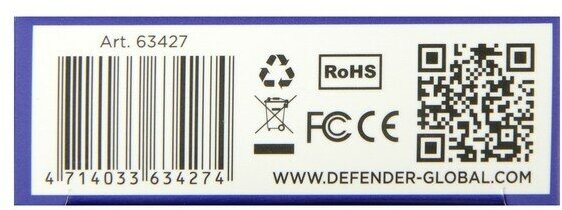 Art. 63427
RoHS
FC CE
4 714033 634274
WWW.DEFENDER-GLOBAL.COM